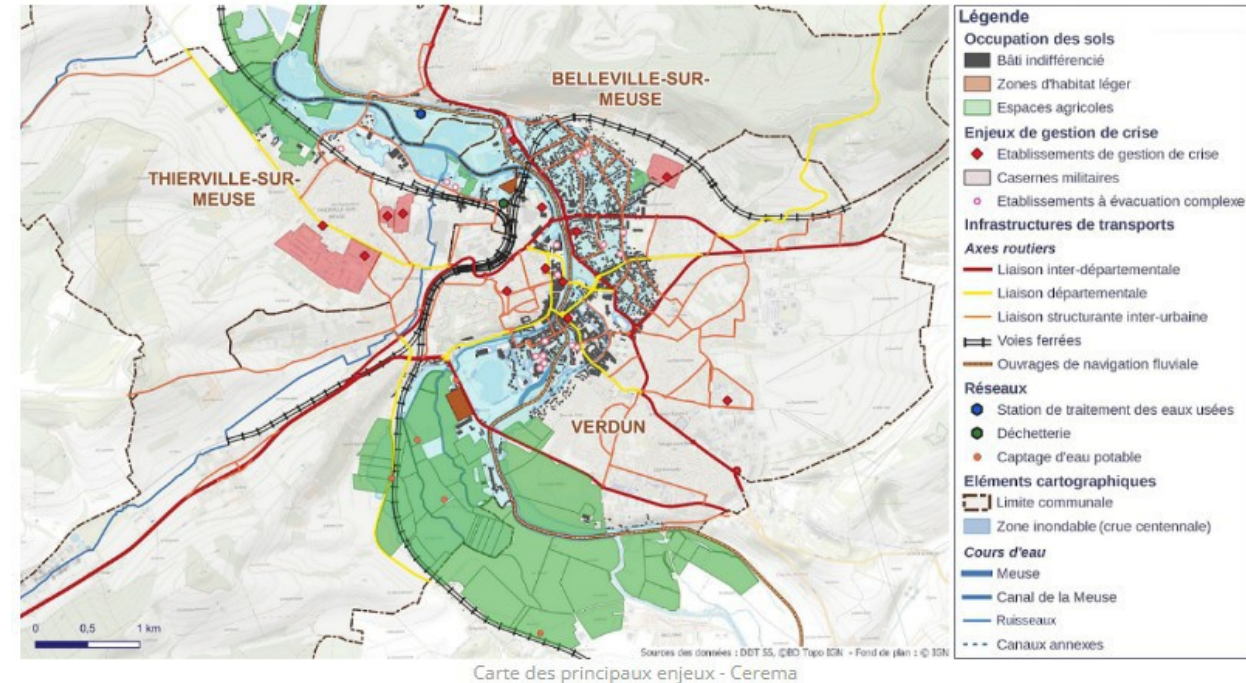 BELLEVILLE-SUR-
MEUSE
THIERVILLE-SUR-
MEUSE
VERDUN
0 0,5 1 km
Sources des données : DDT 55, ©BD Topo IGN - Fond de plan : © IGN
Légende
Occupation des sols
Bâti indifférencié
Zones d'habitat léger
Espaces agricoles
Enjeux de gestion de crise
Etablissements de gestion de crise
Casernes militaires
Etablissements à évacuation complexe
Infrastructures de transports
Axes routiers
Liaison inter-départementale
Liaison départementale
Liaison structurante inter-urbaine
Voies ferrées
Ouvrages de navigation fluviale
Réseaux
Station de traitement des eaux usées
Déchetterie
Captage d'eau potable
Eléments cartographiques
Limite communale
Zone inondable (crue centennale)
Cours d'eau
Meuse
Canal de la Meuse
Ruisseaux
Canaux annexes
Carte des principaux enjeux - Cerema